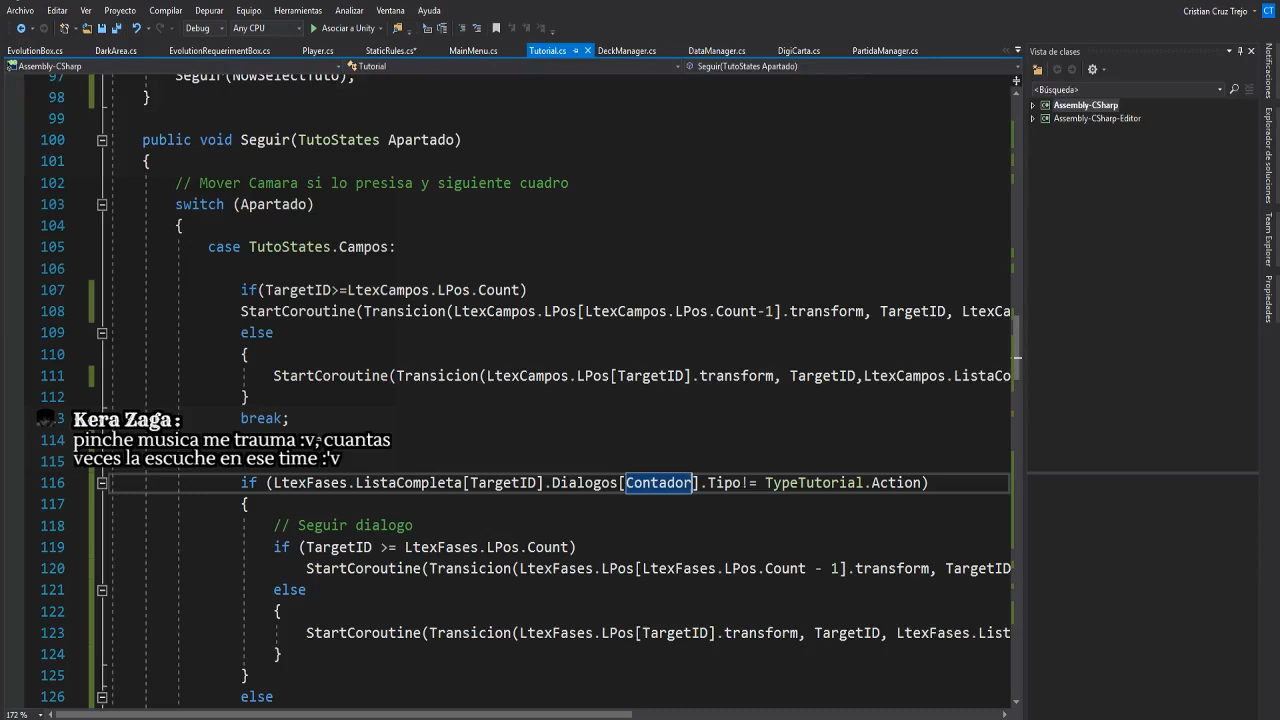 Archivo Editar Ver Proyecto Compilar Depurar Equipo Herramientas Analizar Ventana Ayuda Cristian Cruz Trejo CT
Debug Any CPU Asociar a Unity
EvolutionBox.cs DarkArea.cs EvolutionRequerimentBox.cs Player.cs StaticRules.cs* MainMenu.cs Tutorial.cs DeckManager.cs DataManager.cs DigiCarta.cs PartidaManager.cs
Assembly-CSharp Tutorial Seguir(TutoStates Apartado)
Vista de clases
<Búsqueda>
Assembly-CSharp
Assembly-CSharp-Editor
Notificaciones
Explorador de soluciones
Team Explorer
Propiedades
97 Seguir(NowSelectTuto);
98 }
99
100 public void Seguir(TutoStates Apartado)
101 {
102 // Mover Camara si lo presisa y siguiente cuadro
103 switch (Apartado)
104 {
105 case TutoStates.Campos:
106
107 if(TargetID>=LtexCampos.LPos.Count)
108 StartCoroutine(Transicion(LtexCampos.LPos[LtexCampos.LPos.Count-1].transform, TargetID, LtexCa
109 else
110 {
111 StartCoroutine(Transicion(LtexCampos.LPos[TargetID].transform, TargetID,LtexCampos.ListaCo
112 }
3 break;
Kera Zaga :
114
pinche musica me trauma :v, cuantas
veces la escuche en ese time :'v
115
116 if (LtexFases.ListaCompleta[TargetID].Dialogos[Contador].Tipo!= TypeTutorial.Action)
117 {
118 // Seguir dialogo
119 if (TargetID >= LtexFases.LPos.Count)
120 StartCoroutine(Transicion(LtexFases.LPos[LtexFases.LPos.Count - 1].transform, TargetID
121 else
122 {
123 StartCoroutine(Transicion(LtexFases.LPos[TargetID].transform, TargetID, LtexFases.List
124 }
125 }
126 else
172 %